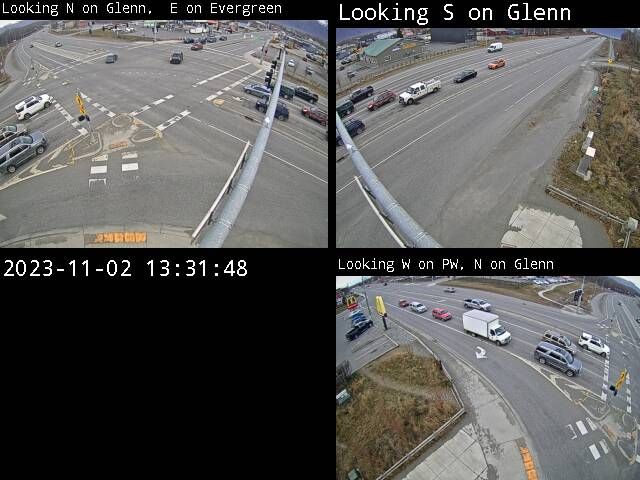 Looking N on Glenn,  E on Evergreen
Looking S on Glenn
2023-11-02 13:31:48
Looking W on PW, N on Glenn